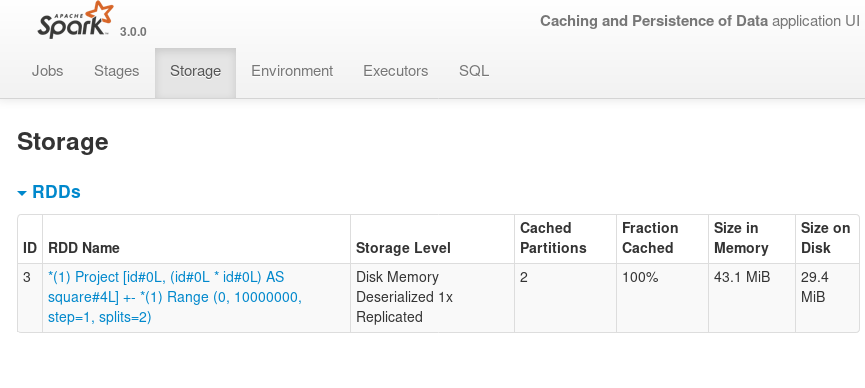 APACHE
Spark™ 3.0.0
Caching and Persistence of Data application UI
Jobs Stages Storage Environment Executors SQL
Storage
RDDs
ID RDD Name Storage Level Cached Partitions Fraction Cached Size in Memory Size on Disk
3 *(1) Project [id#0L, (id#0L * id#0L) AS
square#4L] +- *(1) Range (0, 10000000,
step=1, splits=2)
Disk Memory
Deserialized 1x
Replicated
2
100%
43.1 MiB
29.4
MiB